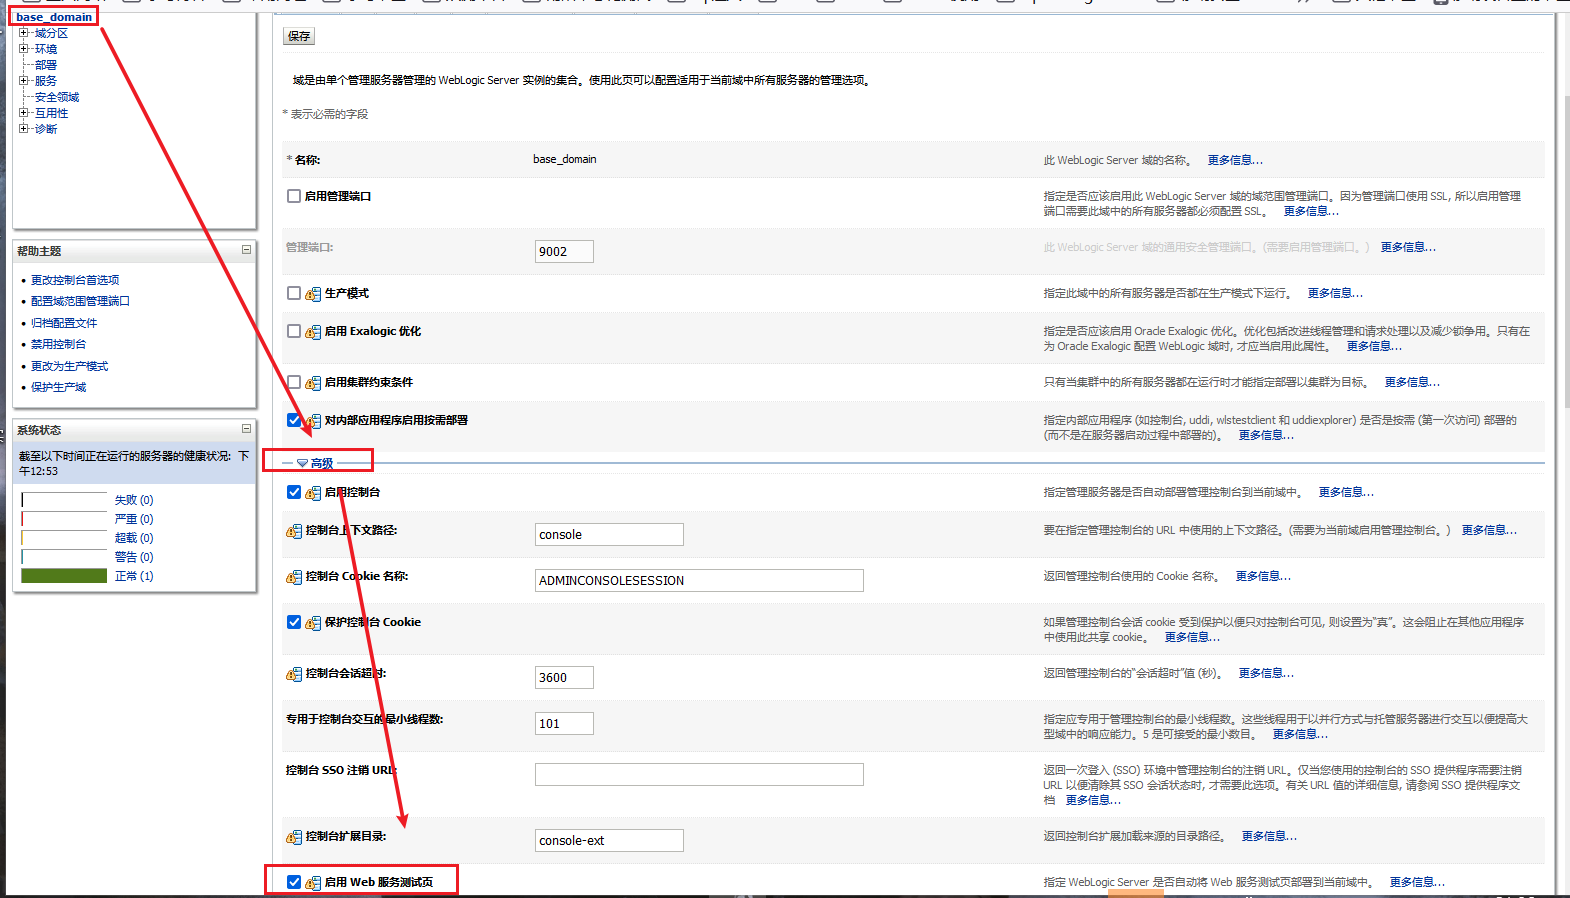 base_domain
域分区
环境
部署
服务
安全领域
互用性
诊断
帮助主题
更改控制台首选项
配置域范围管理端口
归档配置文件
禁用控制台
更改为生产模式
保护生产域
系统状态
截至以下时间正在运行的服务器的健康状况: 下
午12:53
失败 (0)
严重 (0)
超载 (0)
警告 (0)
正常 (1)
保存
域是由单个管理服务器管理的 WebLogic Server 实例的集合。使用此页可以配置适用于当前域中所有服务器的管理选项。
* 表示必需的字段
* 名称: base_domain 此 WebLogic Server 域的名称。 更多信息...
启用管理端口 指定是否应该启用此 WebLogic Server 域的域范围管理端口。因为管理端口使用 SSL, 所以启用管理
端口需要此域中的所有服务器都必须配置 SSL。 更多信息...
管理端口: 9002 此 WebLogic Server 域的通用安全管理端口。(需要启用管理端口。) 更多信息...
生产模式 指定此域中的所有服务器是否都在生产模式下运行。 更多信息...
启用 Exalogic 优化 指定是否应该启用 Oracle Exalogic 优化。优化包括改进线程管理和请求处理以及减少锁争用。只有在
为 Oracle Exalogic 配置 WebLogic 域时, 才应当启用此属性。 更多信息...
启用集群约束条件 只有当集群中的所有服务器都在运行时才能指定部署以集群为目标。 更多信息...
对内部应用程序启用按需部署 指定内部应用程序 (如控制台, uddi, wlstestclient 和 uddiexplorer) 是否是按需 (第一次访问) 部署的
(而不是在服务器启动过程中部署的)。 更多信息...
高级
启用控制台 指定管理服务器是否自动部署管理控制台到当前域中。 更多信息...
控制台上下文路径: console 要在指定管理控制台的 URL 中使用的上下文路径。(需要为当前域启用管理控制台。) 更多信息...
控制台 Cookie 名称: ADMINCONSOLESESSION 返回管理控制台使用的 Cookie 名称。 更多信息...
保护控制台 Cookie 如果管理控制台会话 cookie 受到保护以便只对控制台可见, 则设置为“真”。这会阻止在其他应用程序
中使用此共享 cookie。 更多信息...
控制台会话超时: 3600 返回管理控制台的“会话超时”值 (秒)。 更多信息...
专用于控制台交互的最小线程数: 101 指定应专用于管理控制台的最小线程数。这些线程用于以并行方式与托管服务器进行交互以便提高大
型域中的响应能力。5 是可接受的最小数目。 更多信息...
控制台 SSO 注销 URL: 返回一次登入 (SSO) 环境中管理控制台的注销 URL。仅当您使用的控制台的 SSO 提供程序需要注销
URL 以便清除其 SSO 会话状态时, 才需要此选项。有关 URL 值的详细信息, 请参阅 SSO 提供程序文
档 更多信息...
控制台扩展目录: console-ext 返回控制台扩展加载来源的目录路径。 更多信息...
启用 Web 服务测试页 指定 WebLogic Server 是否自动将 Web 服务测试页部署到当前域中。 更多信息...